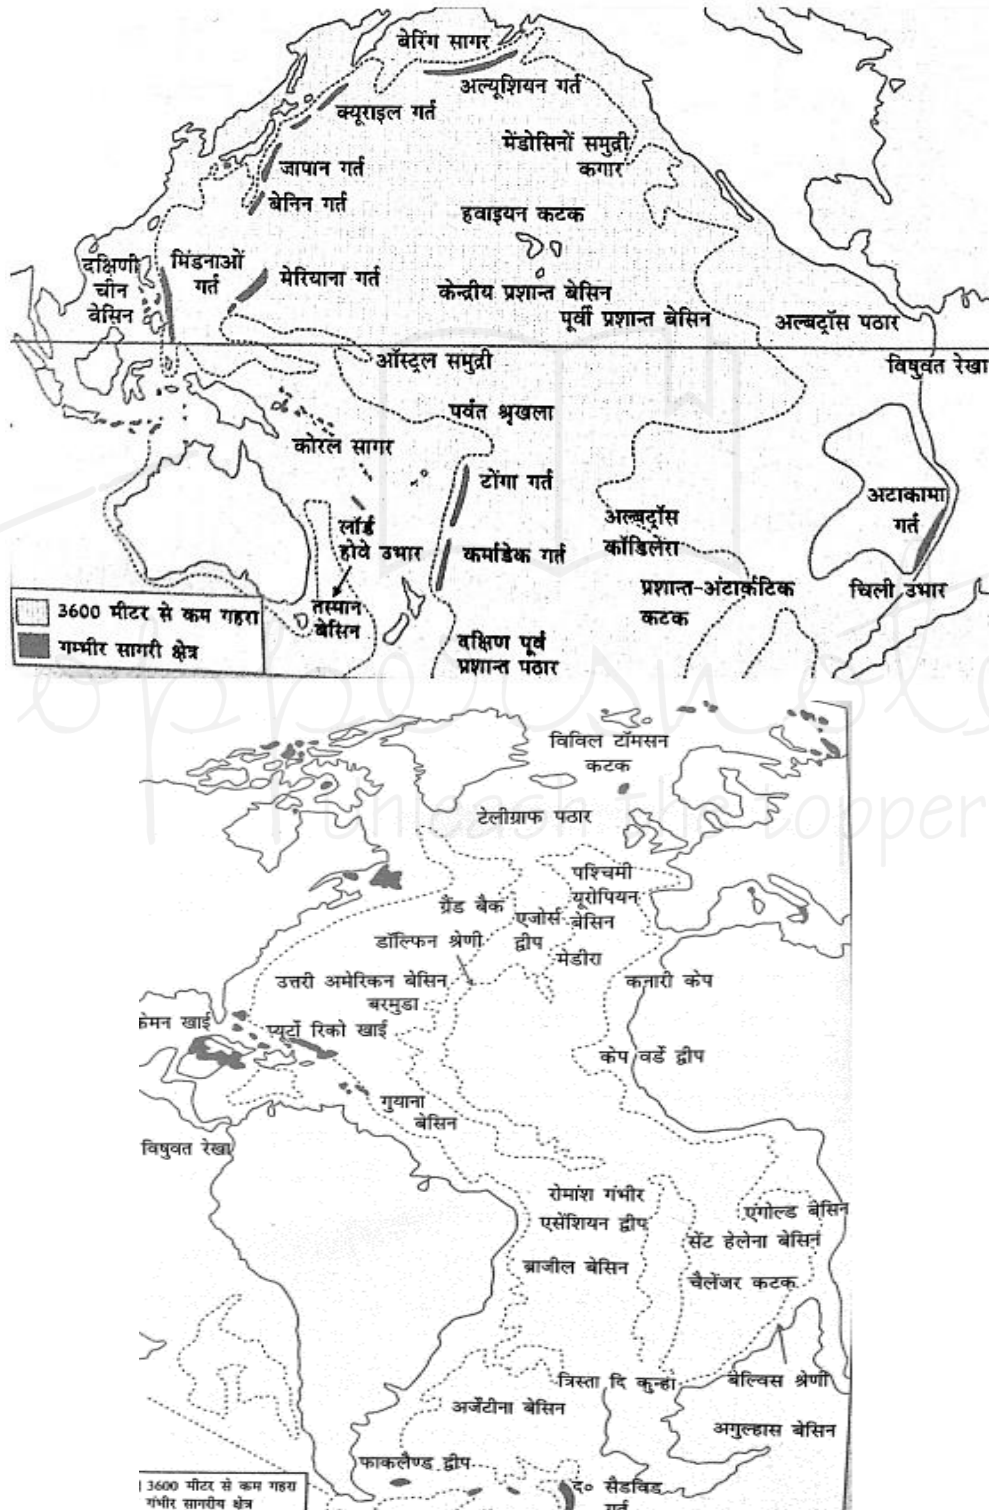 बेरिंग सागर
अल्यूशियन गर्त
क्यूराइल गर्त
मेंडोसिनों समुद्री
कगार
जापान गर्त
बेनिन गर्त
हवाइयन कटक
दक्षिणी
चीन
बेसिन
मिंडनाओं
गर्त
मेरियाना गर्त
केन्द्रीय प्रशान्त बेसिन
पूर्वी प्रशान्त बेसिन
अल्बट्रॉस पठार
ऑस्ट्रल समुद्री
विषुवत रेखा
पर्वत श्रृखला
कोरल सागर
टोंगा गर्त
अटाकामा
गर्त
लॉर्ड
होवे उभार
अल्बट्रॉस
कॉडिलेरा
कर्माडेक गर्त
प्रशान्त-अंटार्कटिक
कटक
चिली उभार
तस्मान
बेसिन
दक्षिण पूर्व
प्रशान्त पठार
3600 मीटर से कम गहरा
गम्भीर सागरी क्षेत्र
toppersnotes
Unleash the topper
विविल टॉमसन
कटक
टेलीग्राफ पठार
पश्चिमी
यूरोपियन
बेसिन
ग्रैंड बैंक
एजोर्स
द्वीप
डॉल्फिन श्रेणी
मेडीरा
उत्तरी अमेरिकन बेसिन
बरमुडा
कनारी केप
केमन खाई
प्यूर्टो रिको खाई
केप वर्डे द्वीप
गुयाना
बेसिन
विषुवत रेखा
रोमांश गंभीर
एसेंशियन द्वीप
एंगोल्ड बेसिन
सेंट हेलेना बेसिन
ब्राजील बेसिन
चैलेंजर कटक
त्रिस्ता दि कुन्हा
बेल्विस श्रेणी
अर्जेंटीना बेसिन
अगुल्हास बेसिन
फाकलैण्ड द्वीप
द० सैडविड
गर्त
3600 मीटर से कम गहरा
गंभीर सागरीय क्षेत्र